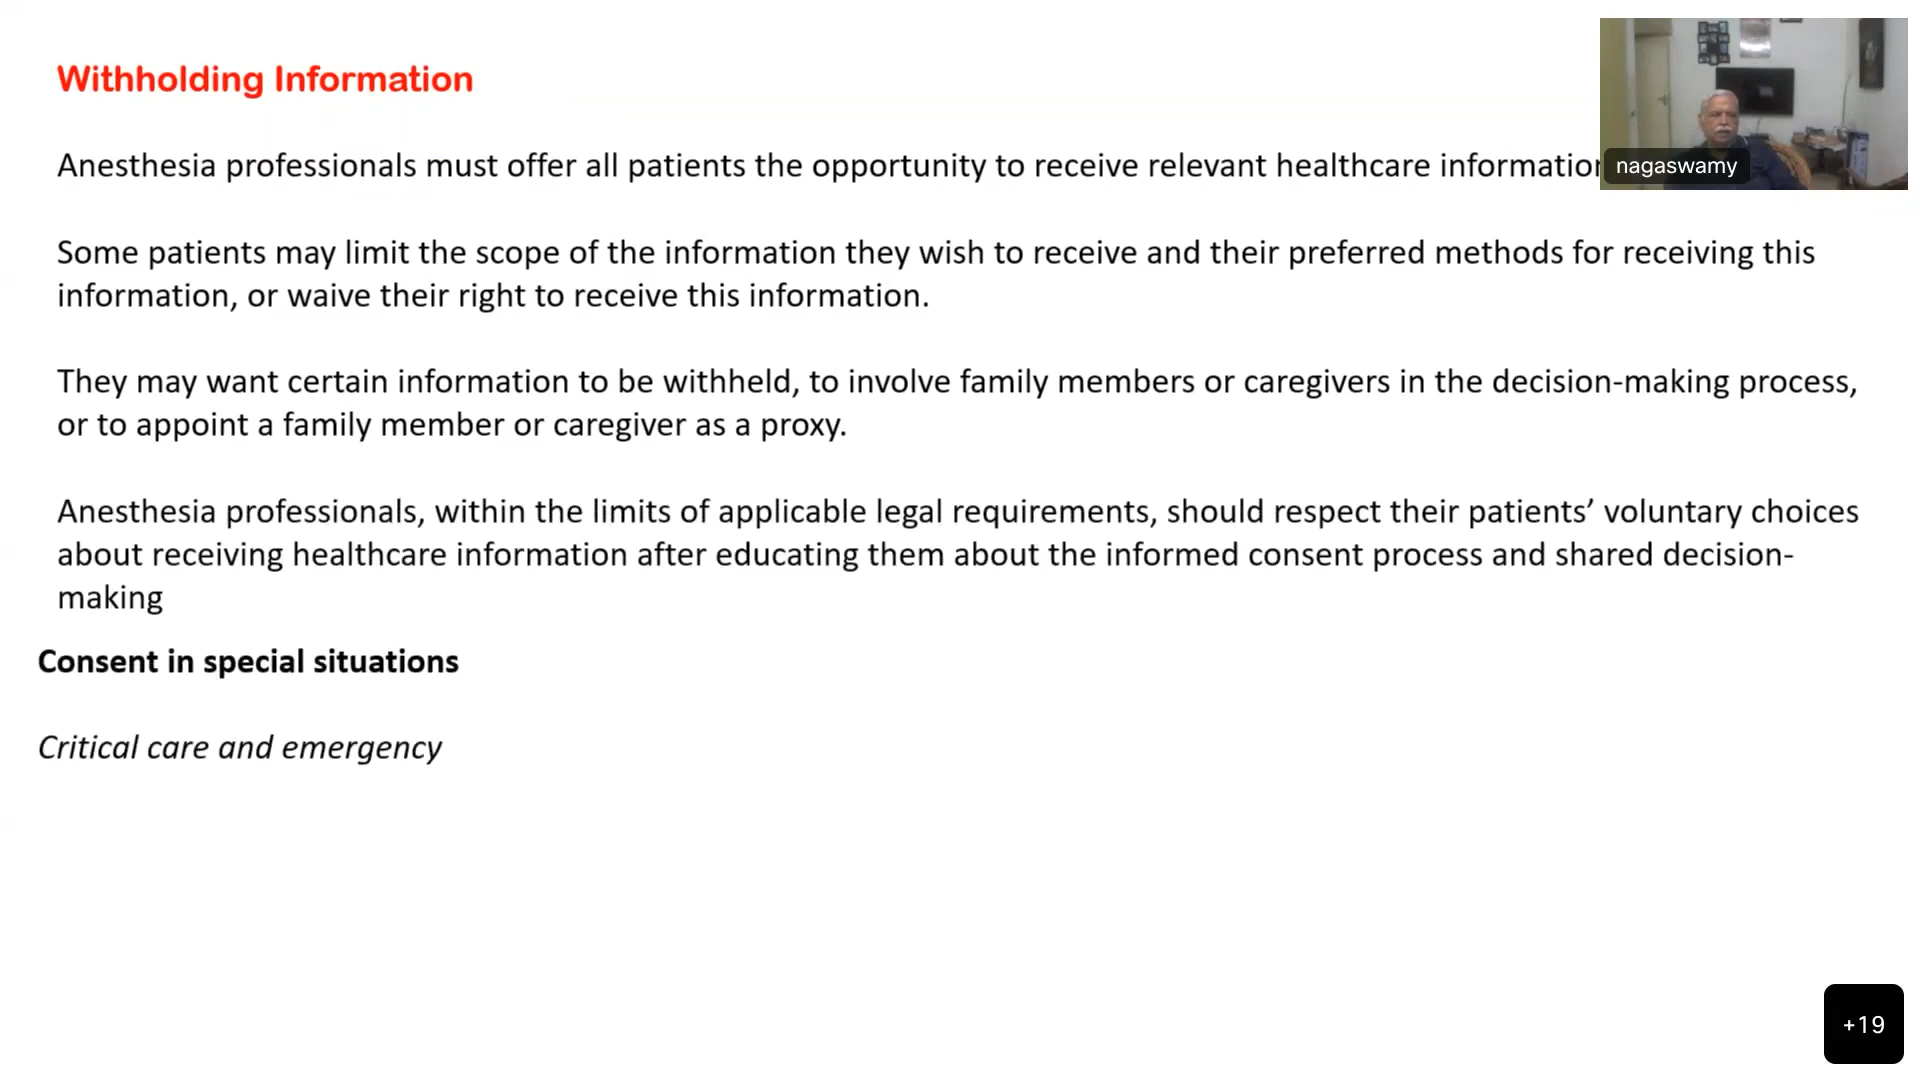 Withholding Information
Anesthesia professionals must offer all patients the opportunity to receive relevant healthcare
nagaswamy
Some patients may limit the scope of the information they wish to receive and their preferred methods for receiving this
information, or waive their right to receive this information.
They may want certain information to be withheld, to involve family members or caregivers in the decision-making process,
or to appoint a family member or caregiver as a proxy.
Anesthesia professionals, within the limits of applicable legal requirements, should respect their patients’ voluntary choices
about receiving healthcare information after educating them about the informed consent process and shared decision-
making
Consent in special situations
Critical care and emergency
+19